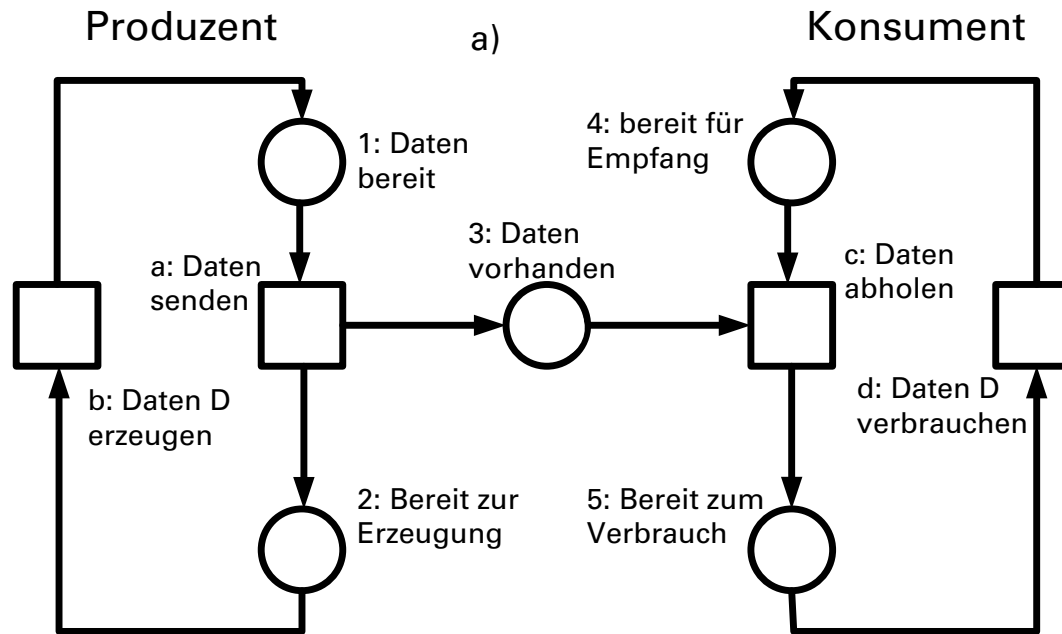 Produzent
a)
Konsument
1: Daten
bereit
4: bereit für
Empfang
3: Daten
vorhanden
a: Daten
senden
c: Daten
abholen
b: Daten D
erzeugen
d: Daten D
verbrauchen
2: Bereit zur
Erzeugung
5: Bereit zum
Verbrauch